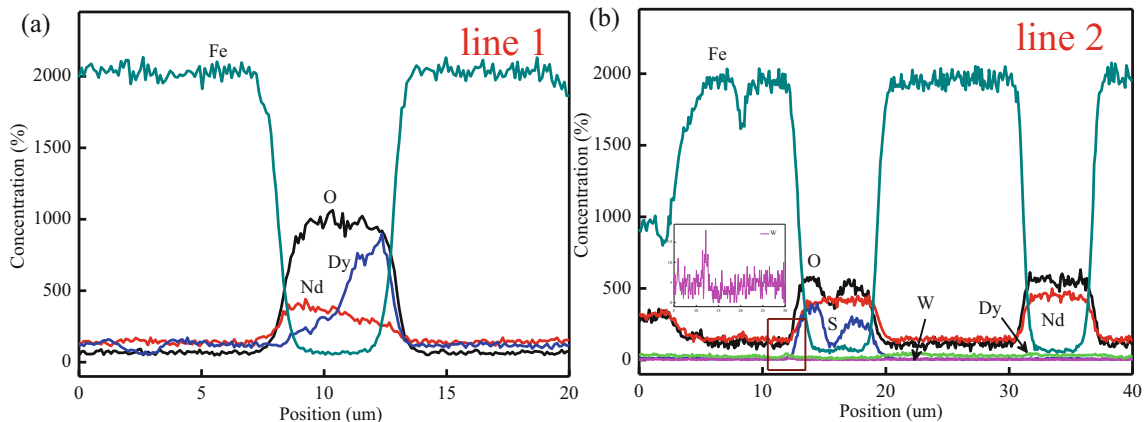 (a)
line 1
Fe
O
Dy
Nd
2000
1500
1000
500
0
Concentration (%)
0 5 10 15 20
Position (um)
(b)
line 2
Fe
W
O
S
W
Dy
Nd
2000
1500
1000
500
0
Concentration (%)
0 10 20 30 40
Position (um)